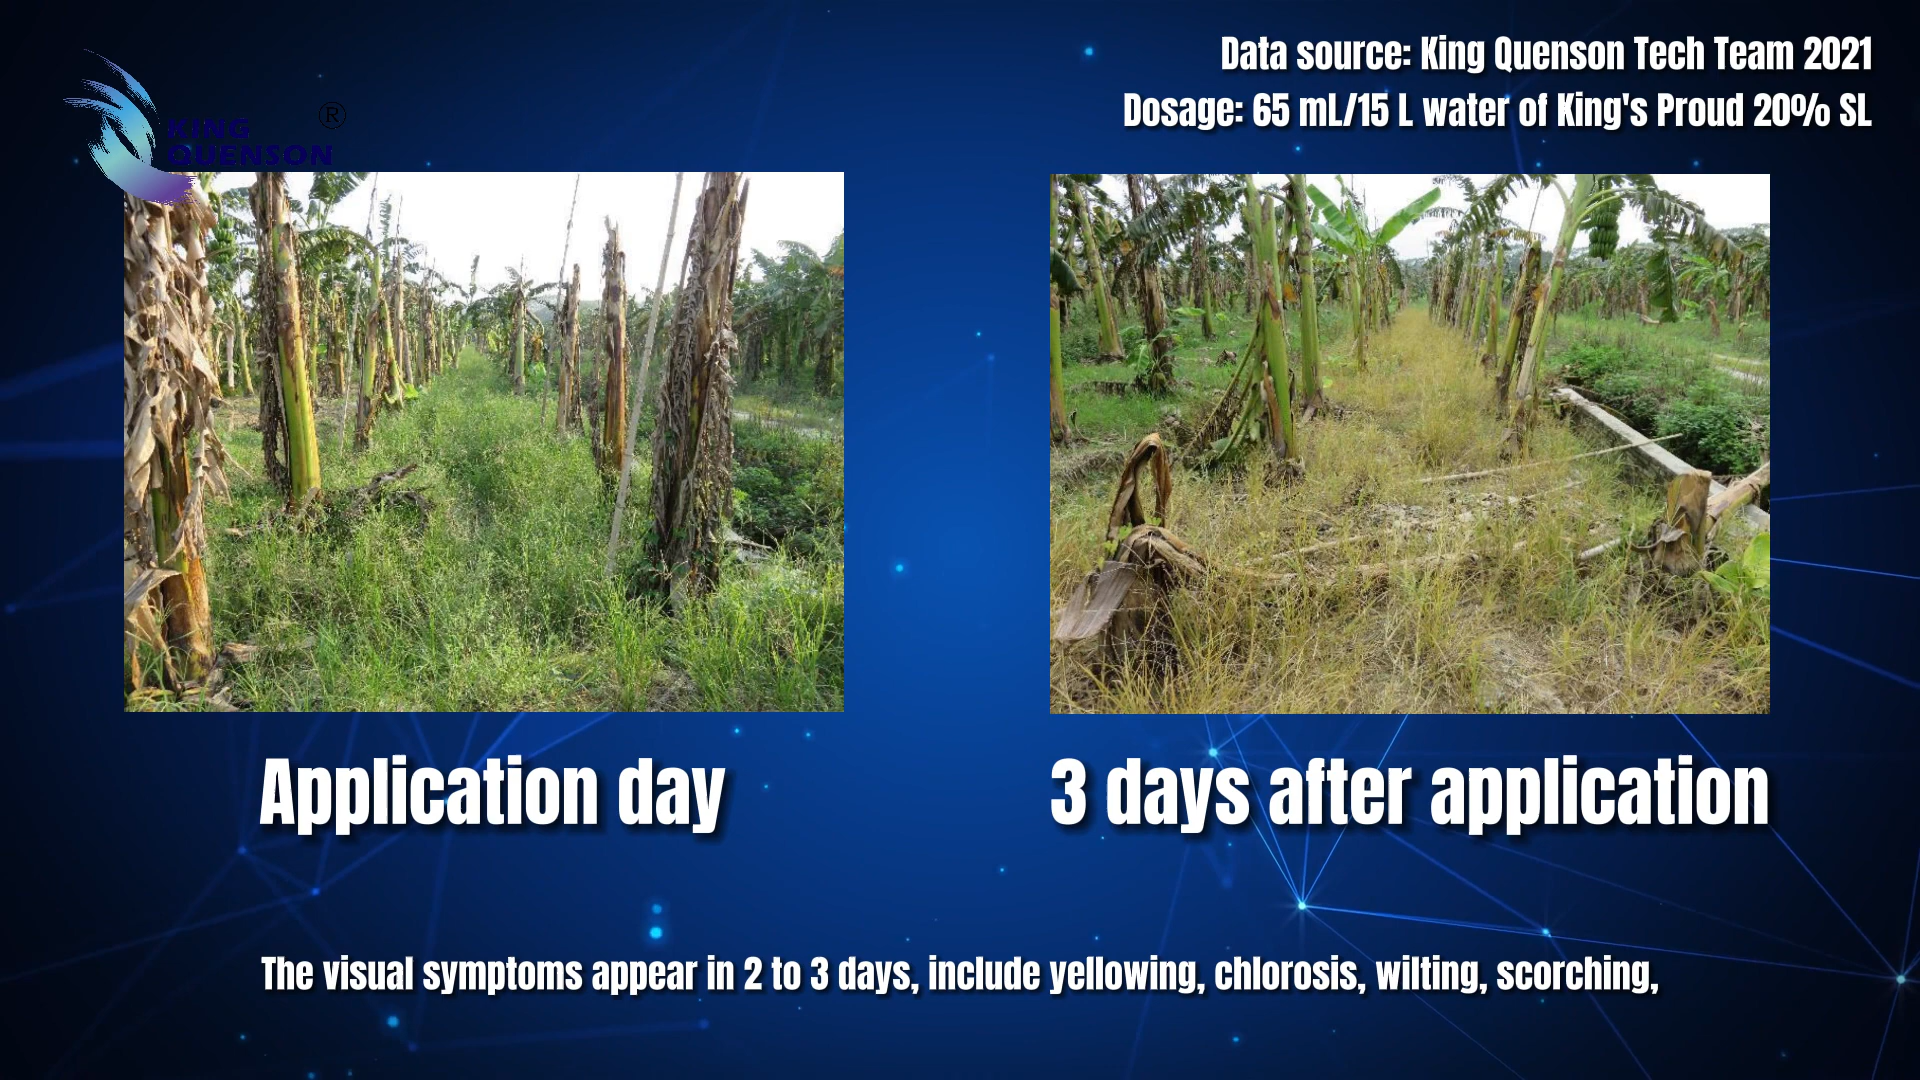 KING
QUENSON
®
Data source: King Quenson Tech Team 2021
Dosage: 65 mL/15 L water of King's Proud 20% SL
Application day
3 days after application
The visual symptoms appear in 2 to 3 days, include yellowing, chlorosis, wilting, scorching,